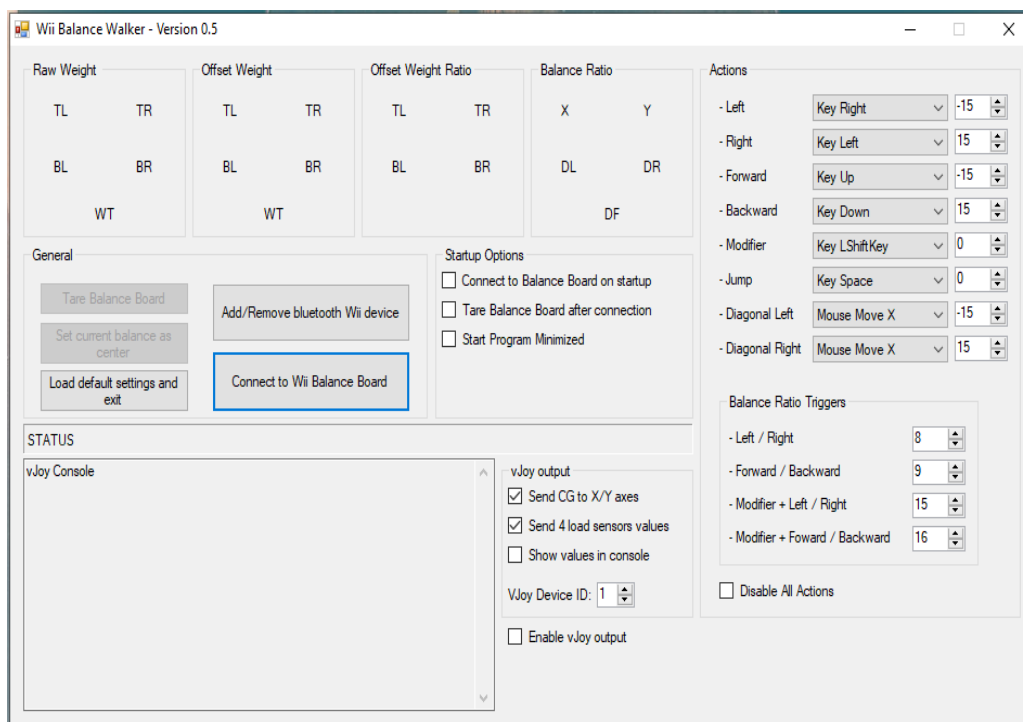 Wii Balance Walker - Version 0.5
Raw Weight
TL TR
BL BR
WT
Offset Weight
TL TR
BL BR
WT
Offset Weight Ratio
TL TR
BL BR
Balance Ratio
X Y
DL DR
DF
Actions
- Left Key Right -15
- Right Key Left 15
- Forward Key Up -15
- Backward Key Down 15
- Modifier Key LShiftKey 0
- Jump Key Space 0
- Diagonal Left Mouse Move X -15
- Diagonal Right Mouse Move X 15
General
Tare Balance Board
Set current balance as
center
Load default settings and
exit
Add/Remove bluetooth Wii device
Connect to Wii Balance Board
Startup Options
Connect to Balance Board on startup
Tare Balance Board after connection
Start Program Minimized
Balance Ratio Triggers
- Left / Right 8
- Forward / Backward 9
- Modifier + Left / Right 15
- Modifier + Foward / Backward 16
Disable All Actions
STATUS
vJoy Console
vJoy output
Send CG to X/Y axes
Send 4 load sensors values
Show values in console
VJoy Device ID: 1
Enable vJoy output